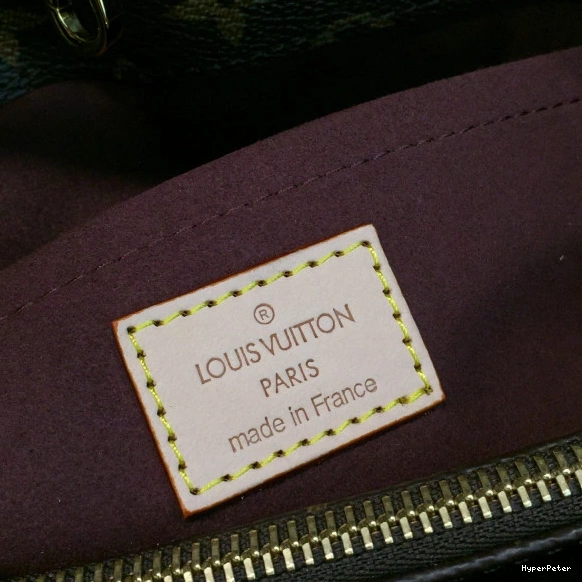 ®
LOUIS VUITTON
PARIS
made in France
HyperPeter